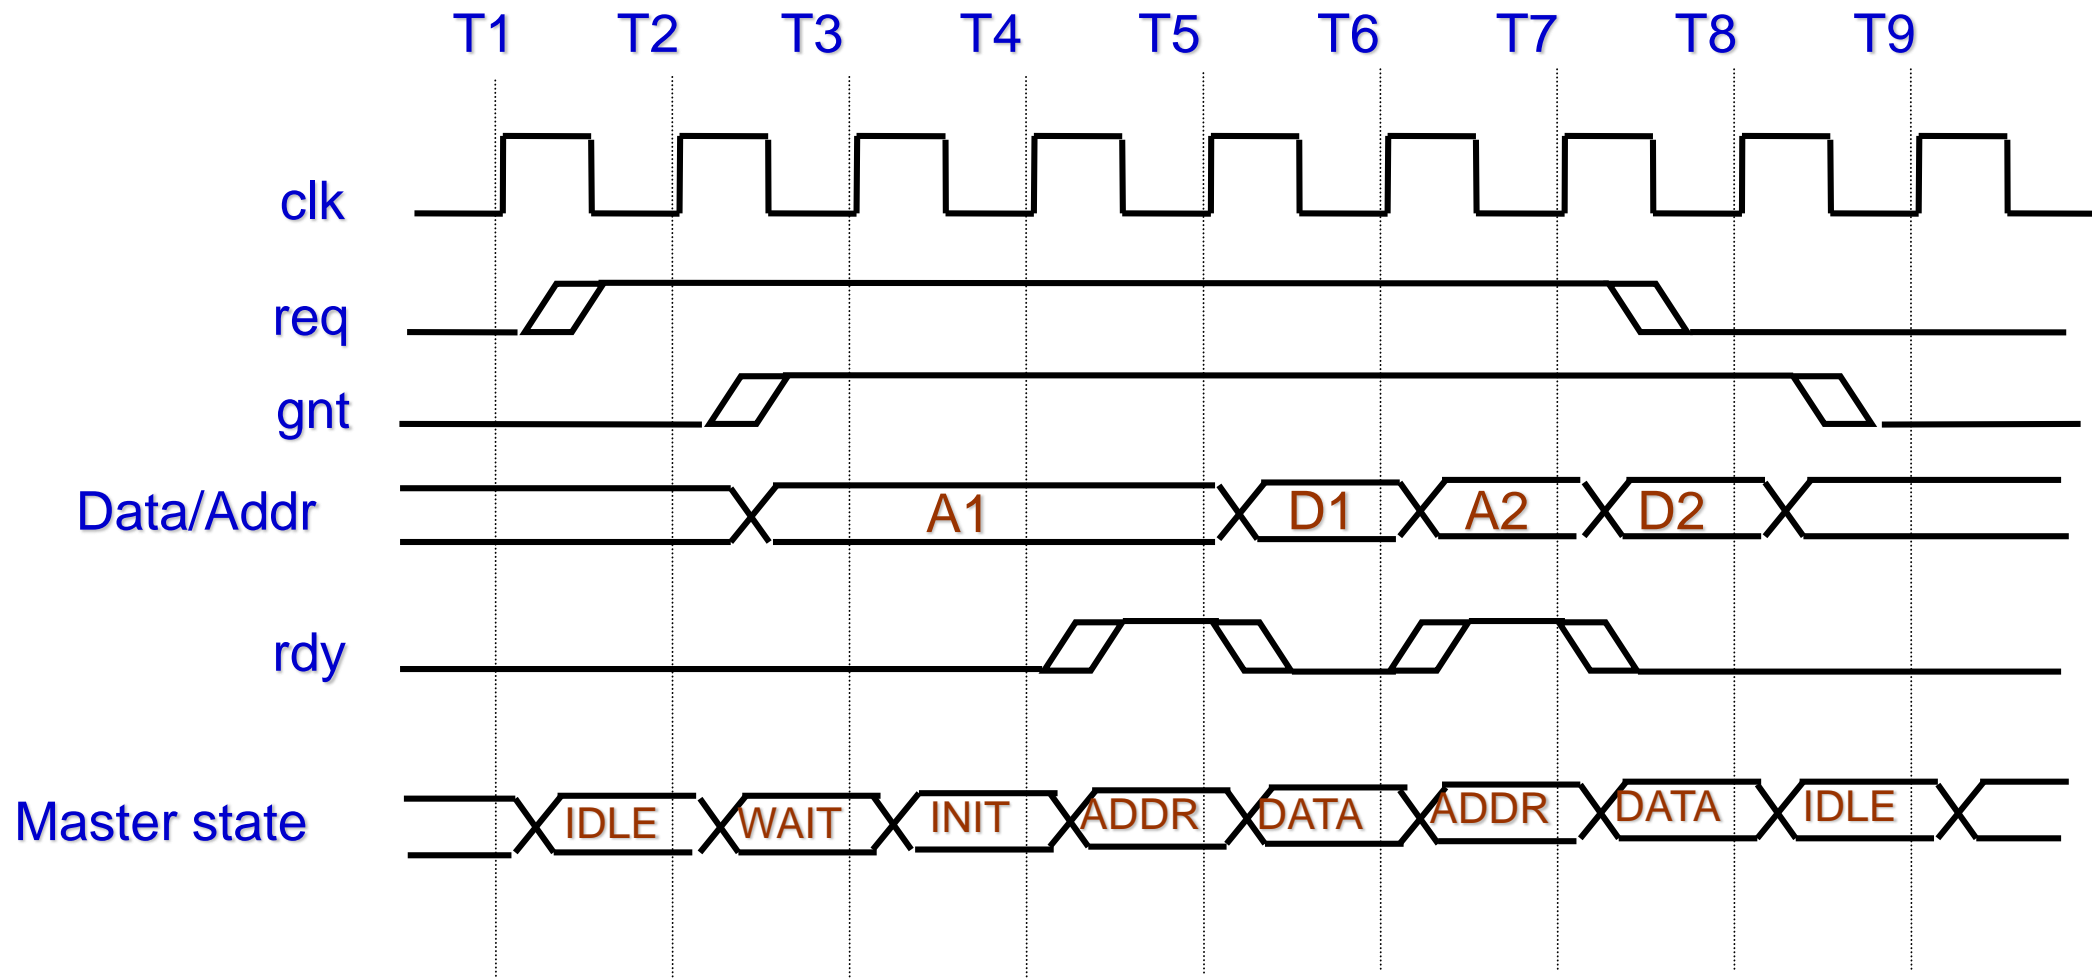 T1 T2 T3 T4 T5 T6 T7 T8 T9
clk
req
gnt
Data/Addr A1 D1 A2 D2
rdy
Master state IDLE WAIT INIT ADDR DATA ADDR DATA IDLE